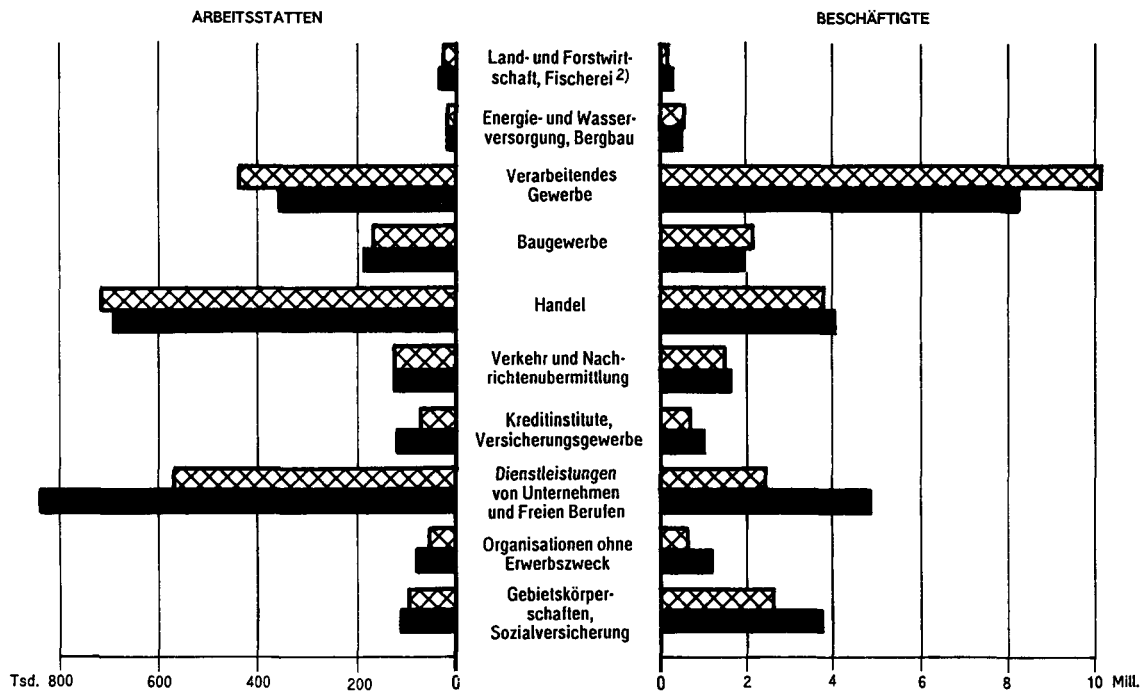 ARBEITSSTATTEN
BESCHÄFTIGTE
Land- und Forstwirt-
schaft, Fischerei 2)
Energie- und Wasser-
versorgung, Bergbau
Verarbeitendes
Gewerbe
Baugewerbe
Handel
Verkehr und Nach-
richtenubermittlung
Kreditinstitute,
Versicherungsgewerbe
Dienstleistungen
von Unternehmen
und Freien Berufen
Organisationen ohne
Erwerbszweck
Gebietskörper-
schaften,
Sozialversicherung
Tsd. 800 600 400 200 0
0 2 4 6 8 10 Mill.